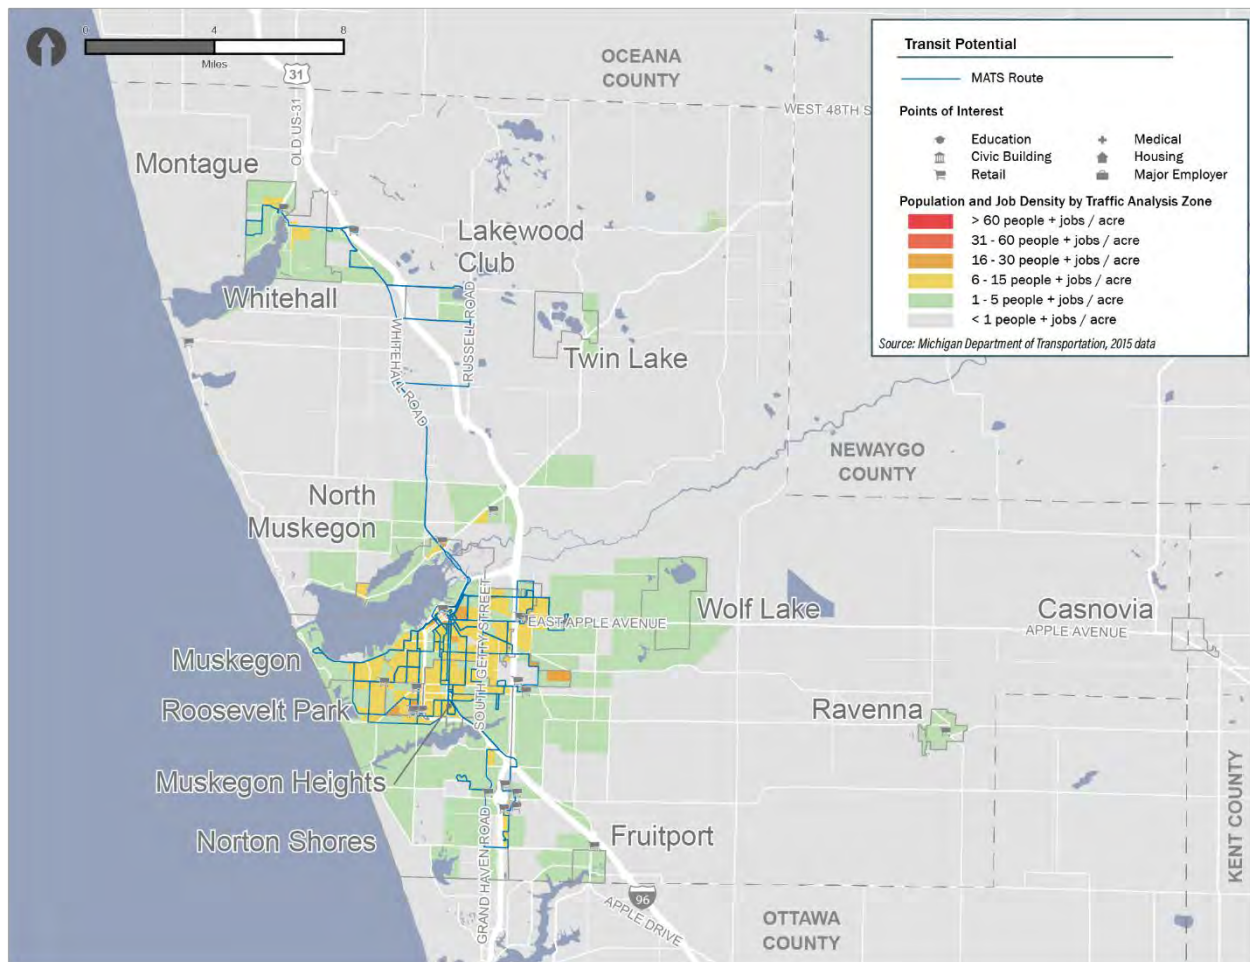 0 4 8
Miles
31
OLD US-31
OCEANA
COUNTY
Transit Potential
MATS Route
Points of Interest
Education
Medical
Civic Building
Housing
Retail
Major Employer
Population and Job Density by Traffic Analysis Zone
> 60 people + jobs / acre
31 - 60 people + jobs / acre
16 - 30 people + jobs / acre
6 - 15 people + jobs / acre
1 - 5 people + jobs / acre
< 1 people + jobs / acre
Source: Michigan Department of Transportation, 2015 data
WEST 48TH S
Montague
Lakewood
Club
Whitehall
WHITEHALL ROAD
RUSSELL ROAD
Twin Lake
NEWAYGO
COUNTY
North
Muskegon
SOUTH GETTY STREET
Wolf Lake
EAST APPLE AVENUE
Casnovia
APPLE AVENUE
Muskegon
Roosevelt Park
Ravenna
Muskegon Heights
Norton Shores
GRAND HAVEN ROAD
Fruitport
KENT COUNTY
96
APPLE DRIVE
OTTAWA
COUNTY